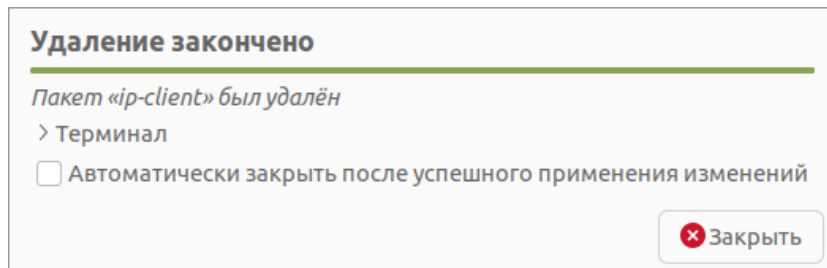 Удаление закончено
Пакет «ip-client» был удалён
Терминал
Автоматически закрыть после успешного применения изменений
Закрыть